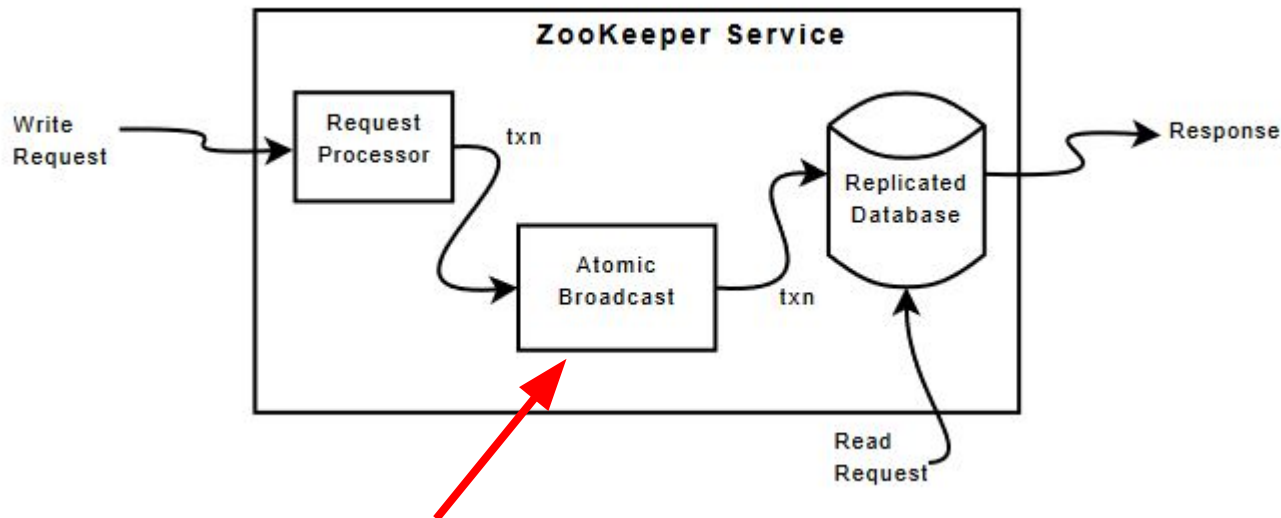 ZooKeeper Service
Write
Request
Request
Processor
txn
Atomic
Broadcast
txn
Replicated
Database
Response
Read
Request